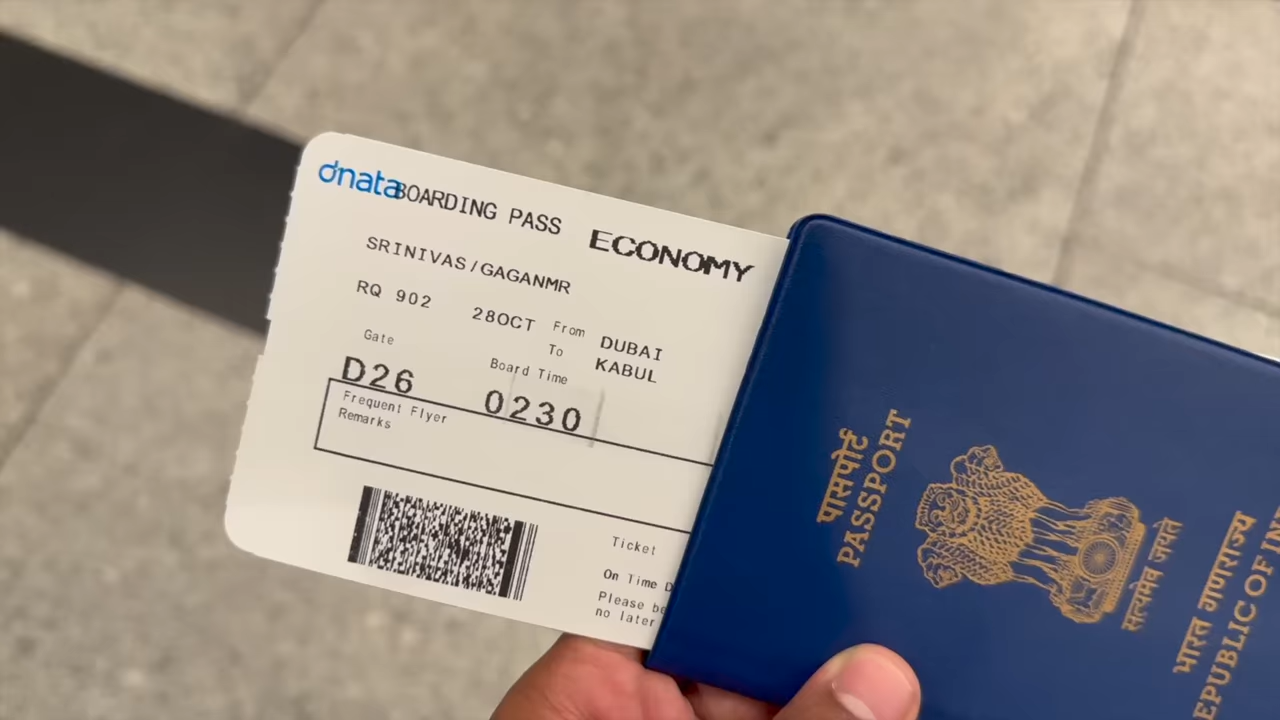 dnata BOARDING PASS ECONOMY
SRINIVAS/GAGANMR
RQ 902 28OCT From DUBAI
To KABUL
Gate Board Time
D26 0230
Frequent Flyer
Remarks
Ticket
On Time D
Please be
no later
पासपोर्ट
PASSPORT
सत्यमेव जयते
भारत गणराज्य
EPUBLIC OF IN